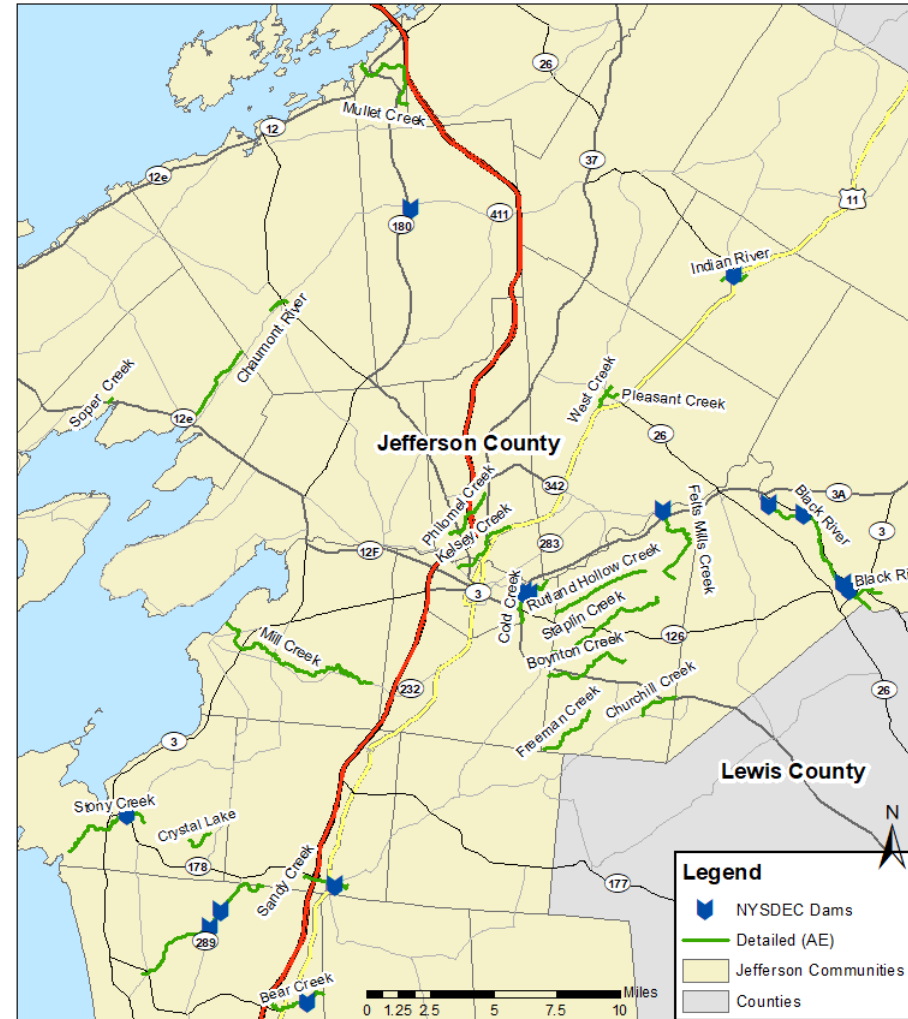 26
Mullet Creek
12
37
12e
11
411
180
Indian River
Chaumont River
Soper Creek
West Creek
Pleasant Creek
12e
26
Jefferson County
342
Philomel Creek
Kelsey Creek
Felts Mills Creek
3A
Black River
3
12F
283
Rutland Hollow Creek
3
Cold Creek
Black Ri
Staplin Creek
126
Mill Creek
Boynton Creek
232
Churchill Creek
26
Freeman Creek
3
Lewis County
Stony Creek
Crystal Lake
N
178
Sandy Creek
177
289
Bear Creek
Legend
NYSDEC Dams
Detailed (AE)
Jefferson Communities
Counties
Miles
0 1.25 2.5 5 7.5 10